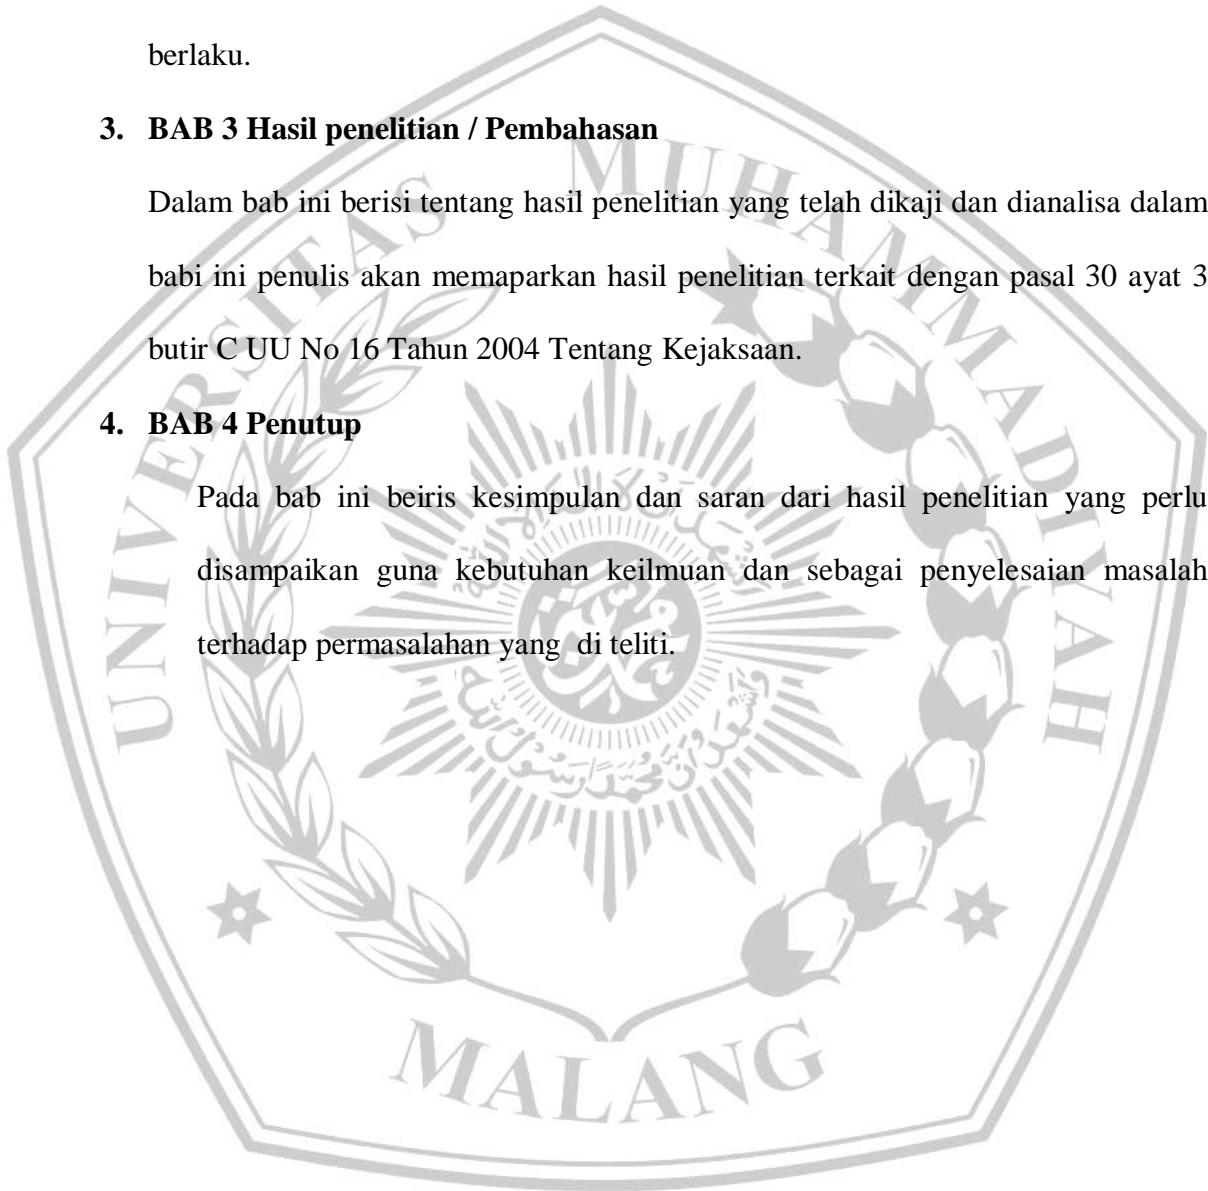 berlaku.
3. BAB 3 Hasil penelitian / Pembahasan
Dalam bab ini berisi tentang hasil penelitian yang telah dikaji dan dianalisa dalam
babi ini penulis akan memaparkan hasil penelitian terkait dengan pasal 30 ayat 3
butir C UU No 16 Tahun 2004 Tentang Kejaksaan.
4. BAB 4 Penutup
Pada bab ini beiris kesimpulan dan saran dari hasil penelitian yang perlu
disampaikan guna kebutuhan keilmuan dan sebagai penyelesaian masalah
terhadap permasalahan yang  di teliti.
UNIVERSITAS MUHAMMADIYAH
MALANG